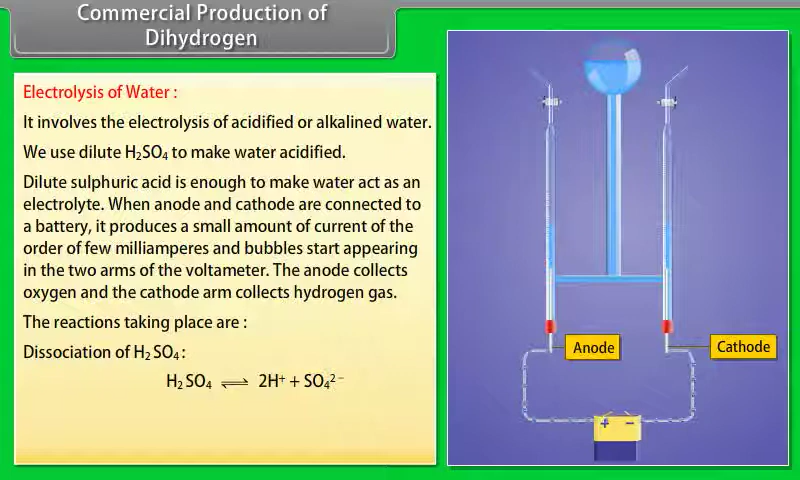 Commercial Production of
Dihydrogen
Electrolysis of Water :
It involves the electrolysis of acidified or alkalined water.
We use dilute H₂SO₄ to make water acidified.
Dilute sulphuric acid is enough to make water act as an
electrolyte. When anode and cathode are connected to
a battery, it produces a small amount of current of the
order of few milliamperes and bubbles start appearing
in the two arms of the voltameter. The anode collects
oxygen and the cathode arm collects hydrogen gas.
The reactions taking place are :
Dissociation of H₂SO₄ :
H₂SO₄ ⇌ 2H⁺ + SO₄²⁻
Anode
Cathode
+ −